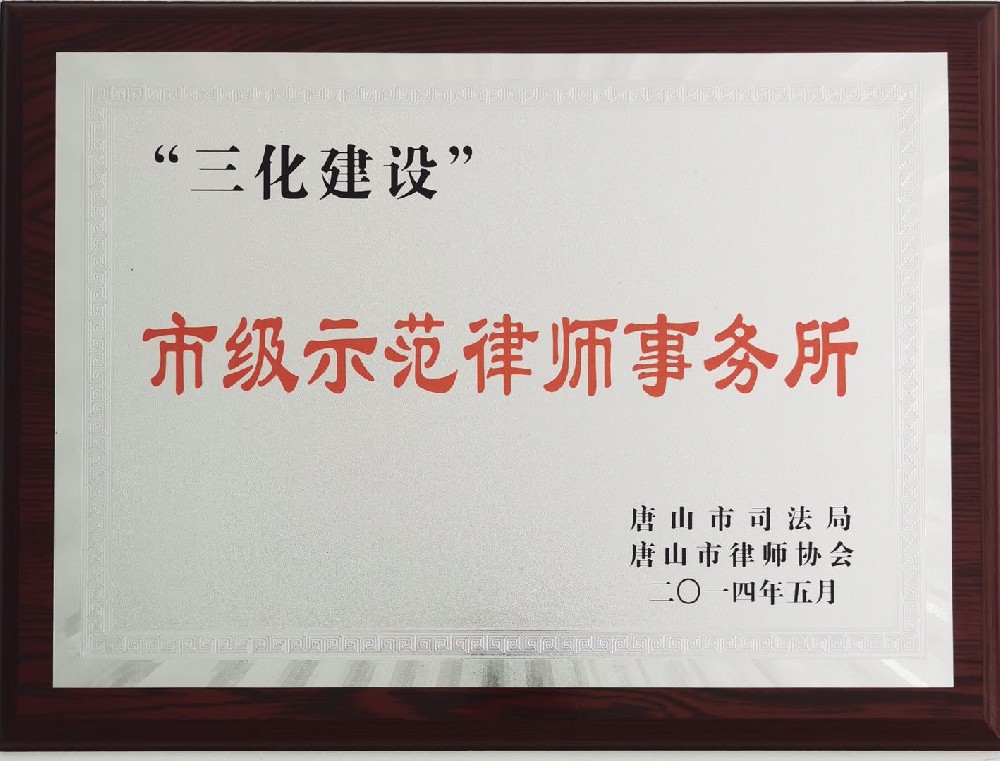 “三化建设”
市级示范律师事务所
唐山市司法局
唐山市律师协会
二〇一四年五月